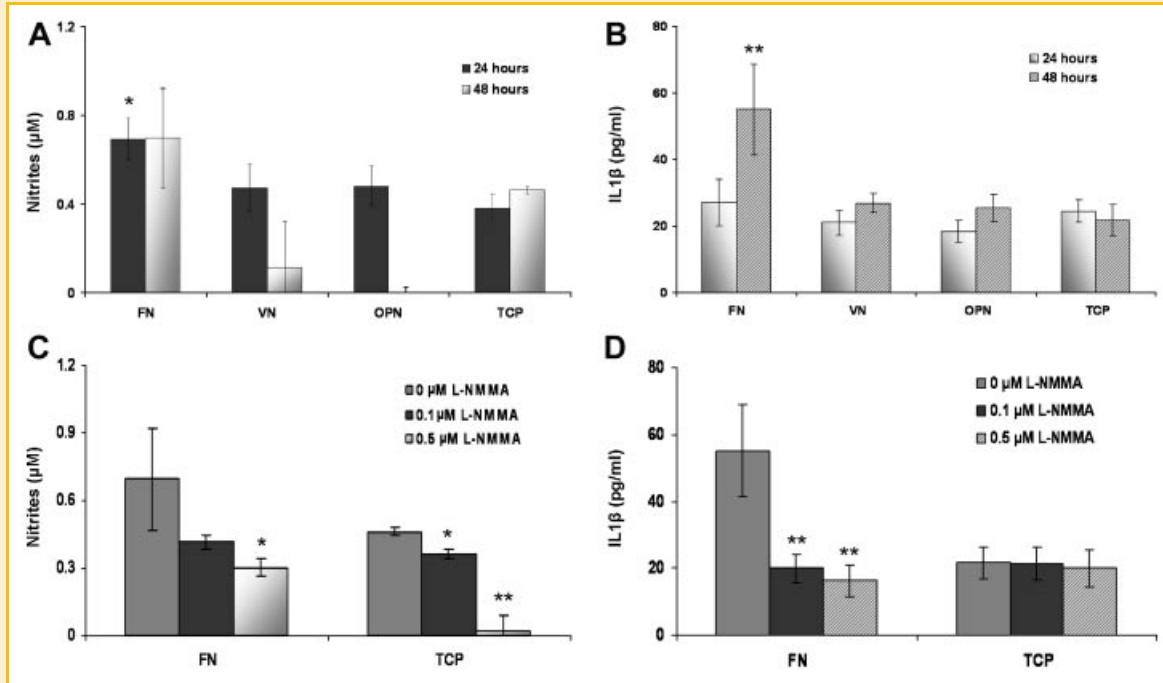 A
1.2
0.8
0.4
0
Nitrites (µM)
24 hours
48 hours
*
FN VN OPN TCP
B
80
60
40
20
0
IL1β (pg/ml)
24 hours
48 hours
**
FN VN OPN TCP
C
1.2
0.9
0.6
0.3
0
Nitrites (µM)
0 µM L-NMMA
0.1µM L-NMMA
0.5 µM L-NMMA
*
*
**
FN TCP
D
80
60
40
20
0
IL1β (pg/ml)
0 µM L-NMMA
0.1 µM L-NMMA
0.5 µM L-NMMA
**
**
FN TCP